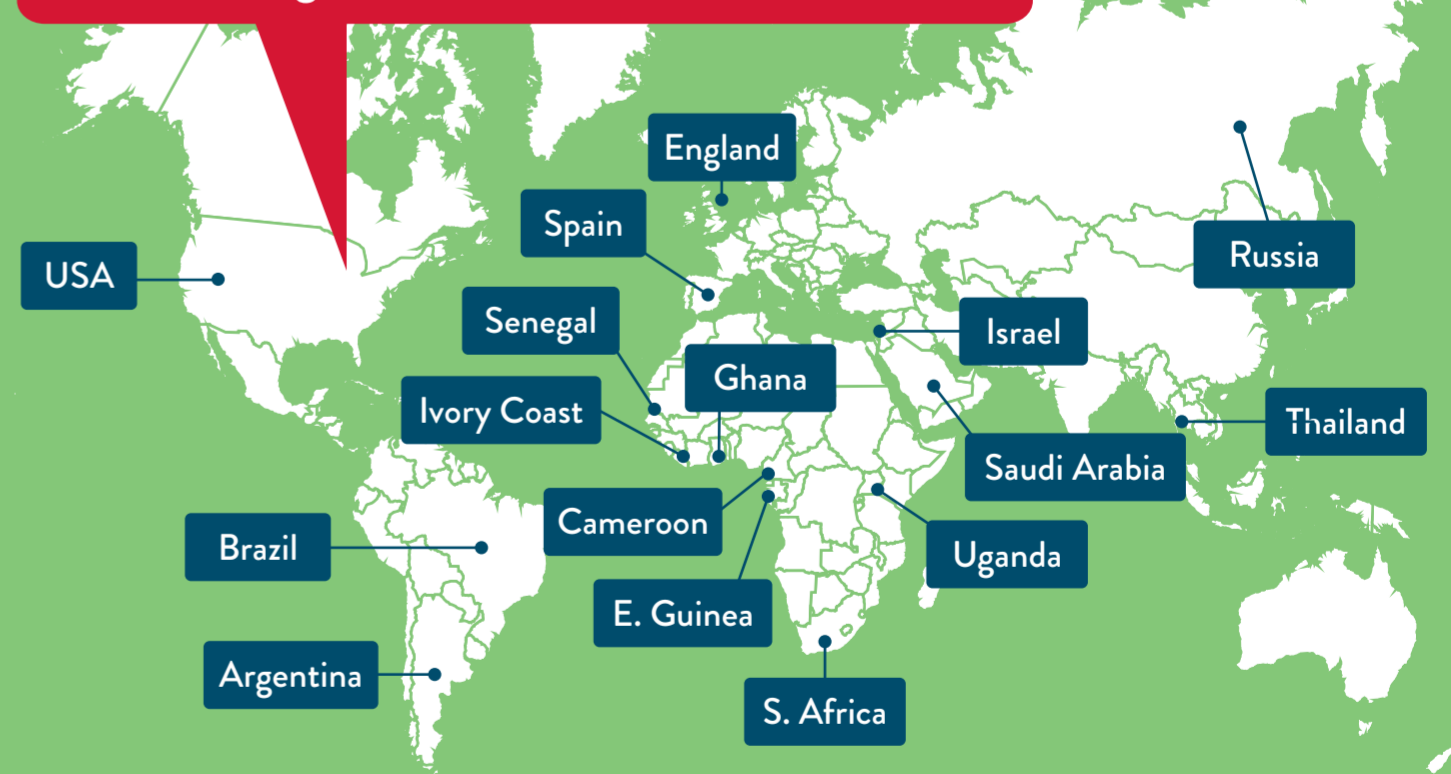 England
Spain
USA
Russia
Senegal
Israel
Ghana
Ivory Coast
Thailand
Saudi Arabia
Cameroon
Brazil
Uganda
E. Guinea
Argentina
S. Africa